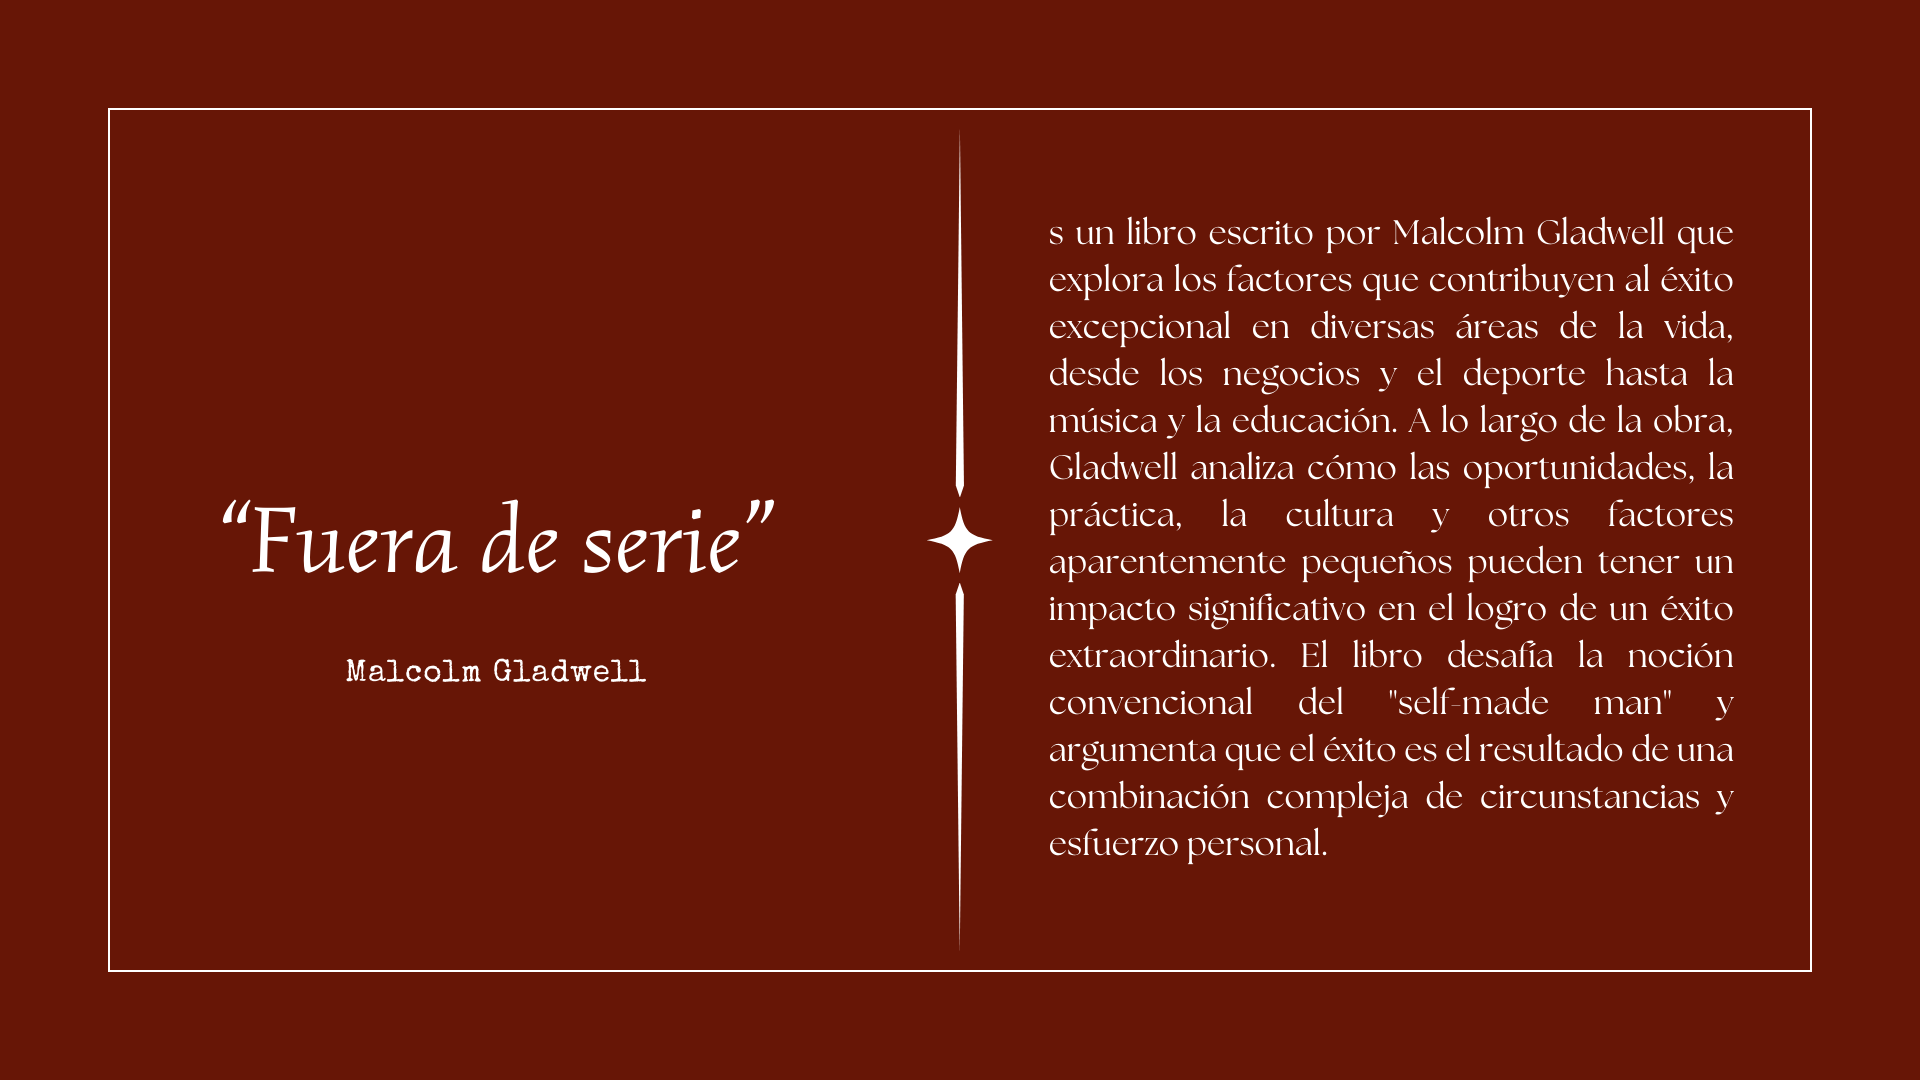 “Fuera de serie”
Malcolm Gladwell
s un libro escrito por Malcolm Gladwell que
explora los factores que contribuyen al éxito
excepcional en diversas áreas de la vida,
desde los negocios y el deporte hasta la
música y la educación. A lo largo de la obra,
Gladwell analiza cómo las oportunidades, la
práctica, la cultura y otros factores
aparentemente pequeños pueden tener un
impacto significativo en el logro de un éxito
extraordinario. El libro desafía la noción
convencional del "self-made man" y
argumenta que el éxito es el resultado de una
combinación compleja de circunstancias y
esfuerzo personal.